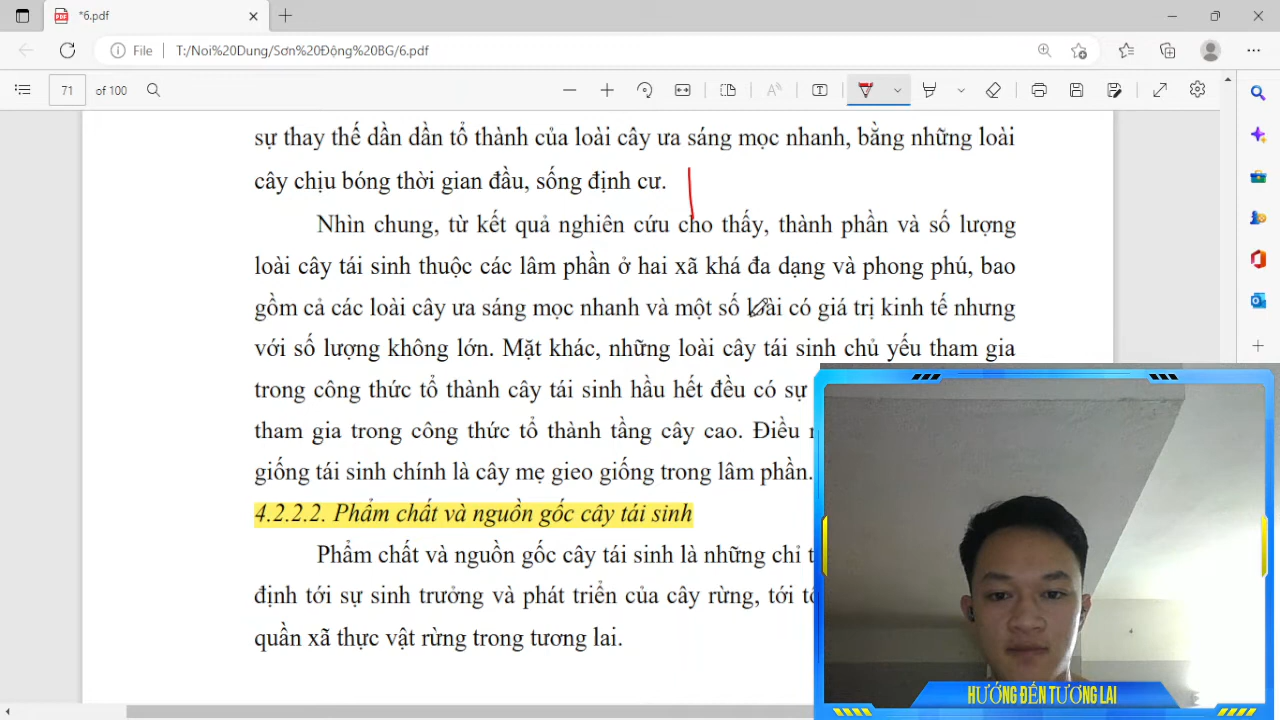 *6.pdf
File T:/Noi%20Dung/Sơn%20Động%20BG/6.pdf
71 of 100
sự thay thế dần dần tổ thành của loài cây ưa sáng mọc nhanh, bằng những loài
cây chịu bóng thời gian đầu, sống định cư.
Nhìn chung, từ kết quả nghiên cứu cho thấy, thành phần và số lượng
loài cây tái sinh thuộc các lâm phần ở hai xã khá đa dạng và phong phú, bao
gồm cả các loài cây ưa sáng mọc nhanh và một số loài có giá trị kinh tế nhưng
với số lượng không lớn. Mặt khác, những loài cây tái sinh chủ yếu tham gia
trong công thức tổ thành cây tái sinh hầu hết đều có sự
tham gia trong công thức tổ thành tầng cây cao. Điều
giống tái sinh chính là cây mẹ gieo giống trong lâm phần.
4.2.2.2. Phẩm chất và nguồn gốc cây tái sinh
Phẩm chất và nguồn gốc cây tái sinh là những chỉ
định tới sự sinh trưởng và phát triển của cây rừng, tới
quần xã thực vật rừng trong tương lai.
HƯỚNG ĐẾN TƯƠNG LAI